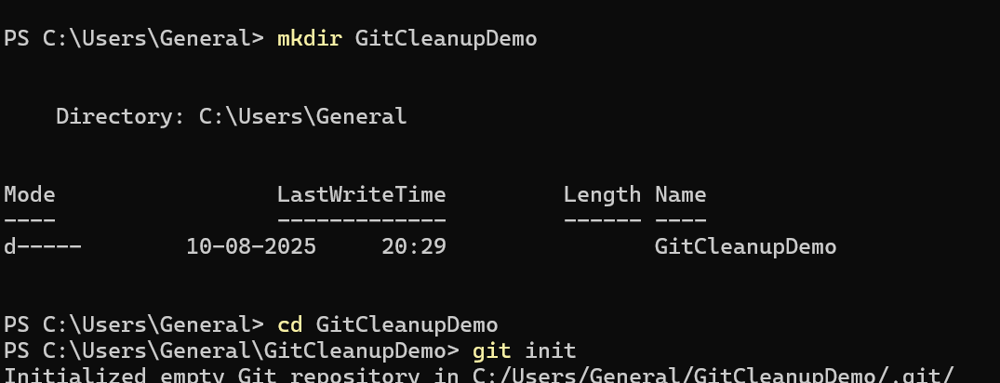 PS C:\Users\General> mkdir GitCleanupDemo
Directory: C:\Users\General
Mode LastWriteTime Length Name
---- ------------- ------ ----
d----- 10-08-2025 20:29 GitCleanupDemo
PS C:\Users\General> cd GitCleanupDemo
PS C:\Users\General\GitCleanupDemo> git init
Initialized empty Git repository in C:/Users/General/GitCleanupDemo/.git/